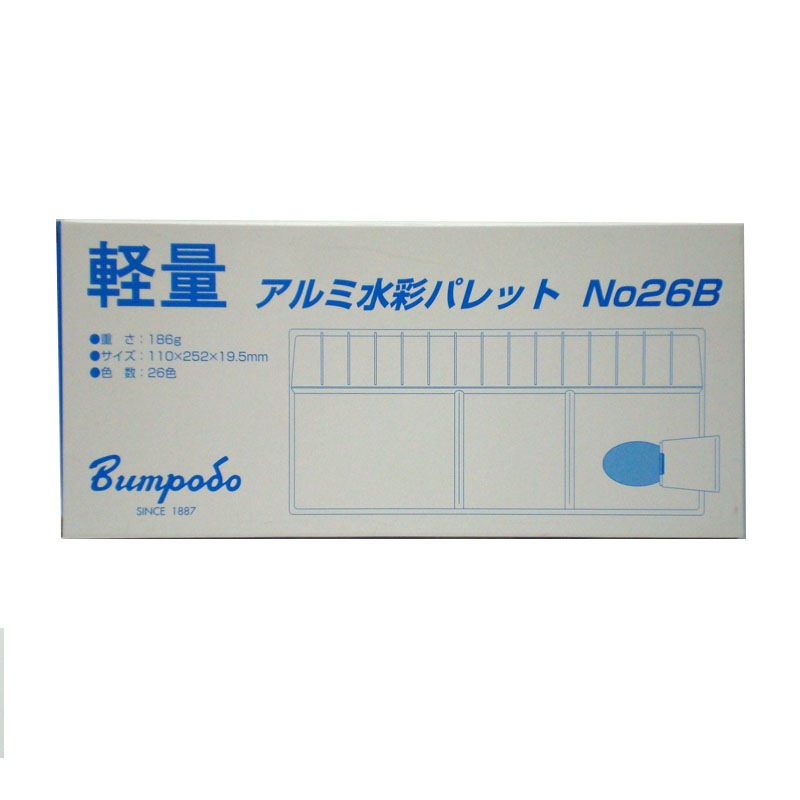 軽量 アルミ水彩パレット No26B
●重 さ：186g
●サイズ：110×252×19.5mm
●色 数：26色
Bumpodo
SINCE 1887